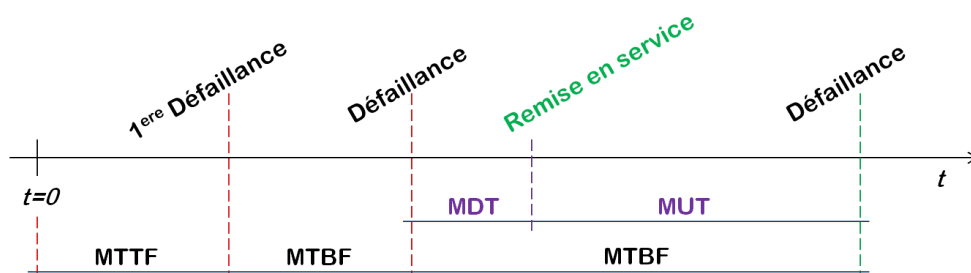 1ere Défaillance
Défaillance
Remise en service
Défaillance
t=0
t
MDT
MUT
MTTF
MTBF
MTBF